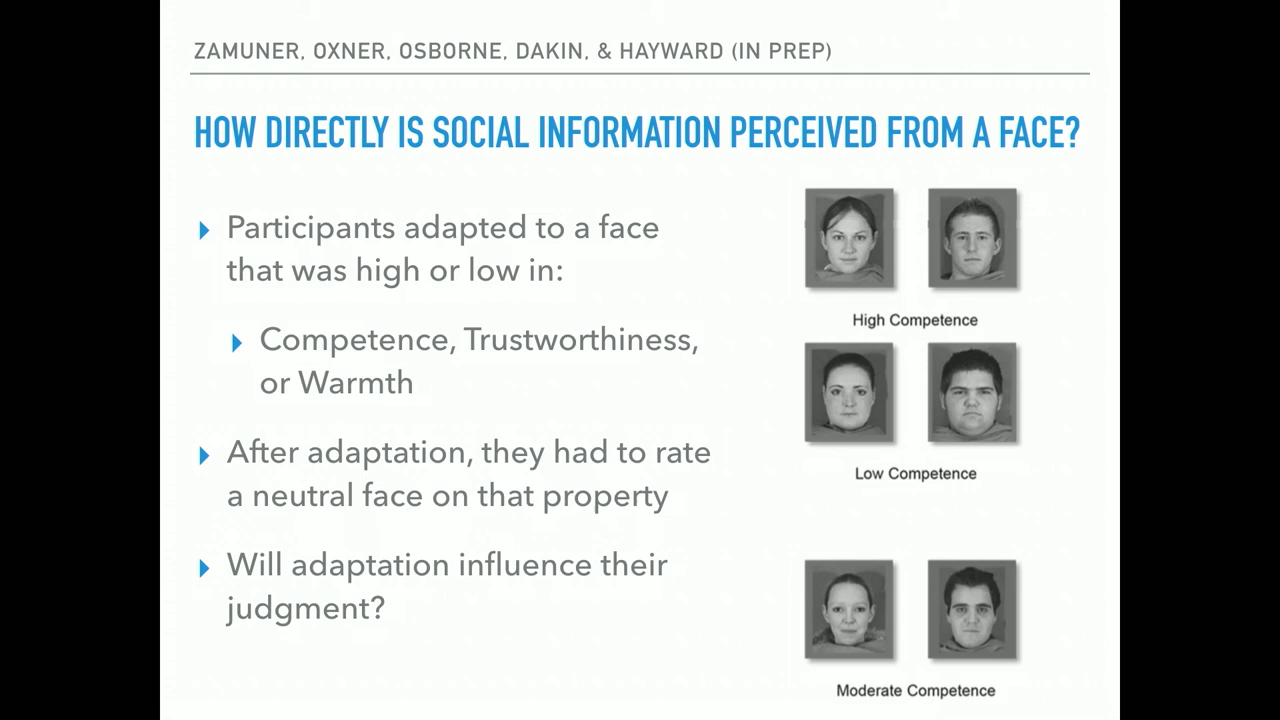 ZAMUNER, OXNER, OSBORNE, DAKIN, & HAYWARD (IN PREP)
HOW DIRECTLY IS SOCIAL INFORMATION PERCEIVED FROM A FACE?
Participants adapted to a face
that was high or low in:
Competence, Trustworthiness,
or Warmth
After adaptation, they had to rate
a neutral face on that property
Will adaptation influence their
judgment?
High Competence
Low Competence
Moderate Competence